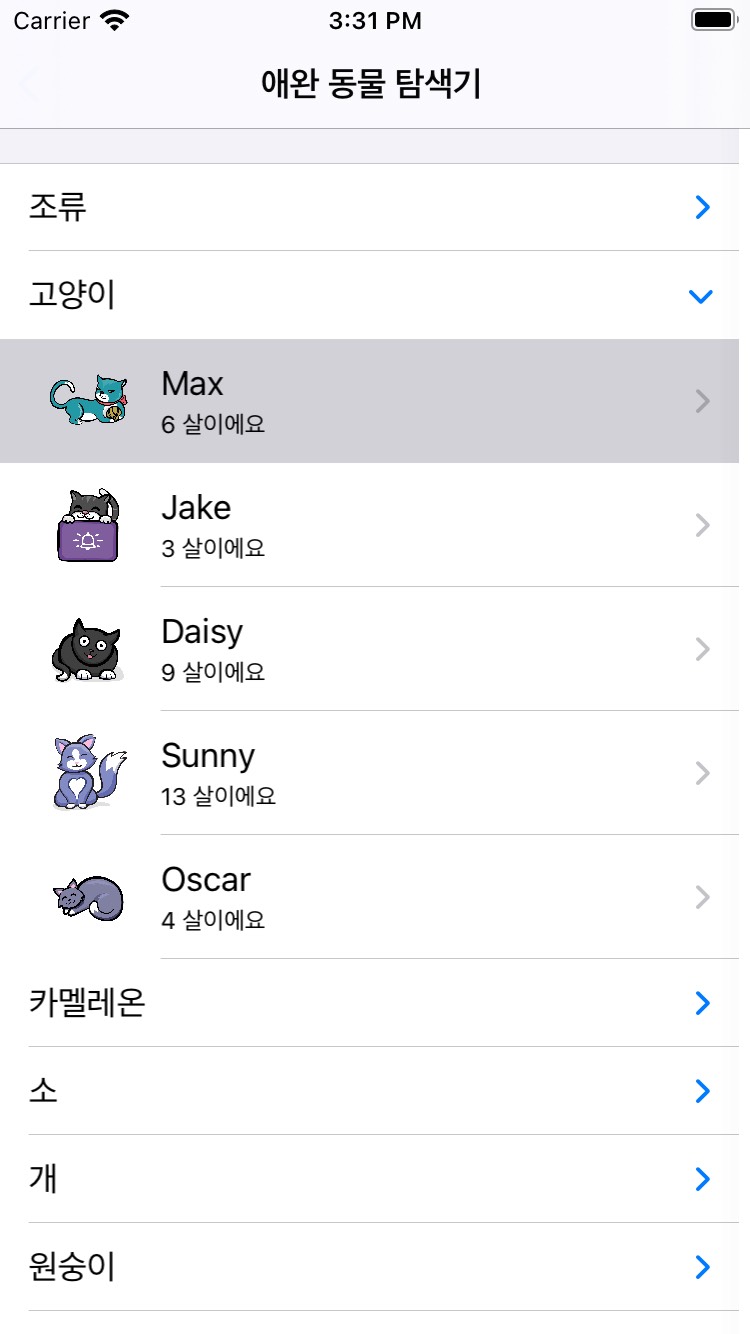 Carrier 3:31 PM
애완 동물 탐색기
조류
고양이
Max
6 살이에요
Jake
3 살이에요
Daisy
9 살이에요
Sunny
13 살이에요
Oscar
4 살이에요
카멜레온
소
개
원숭이